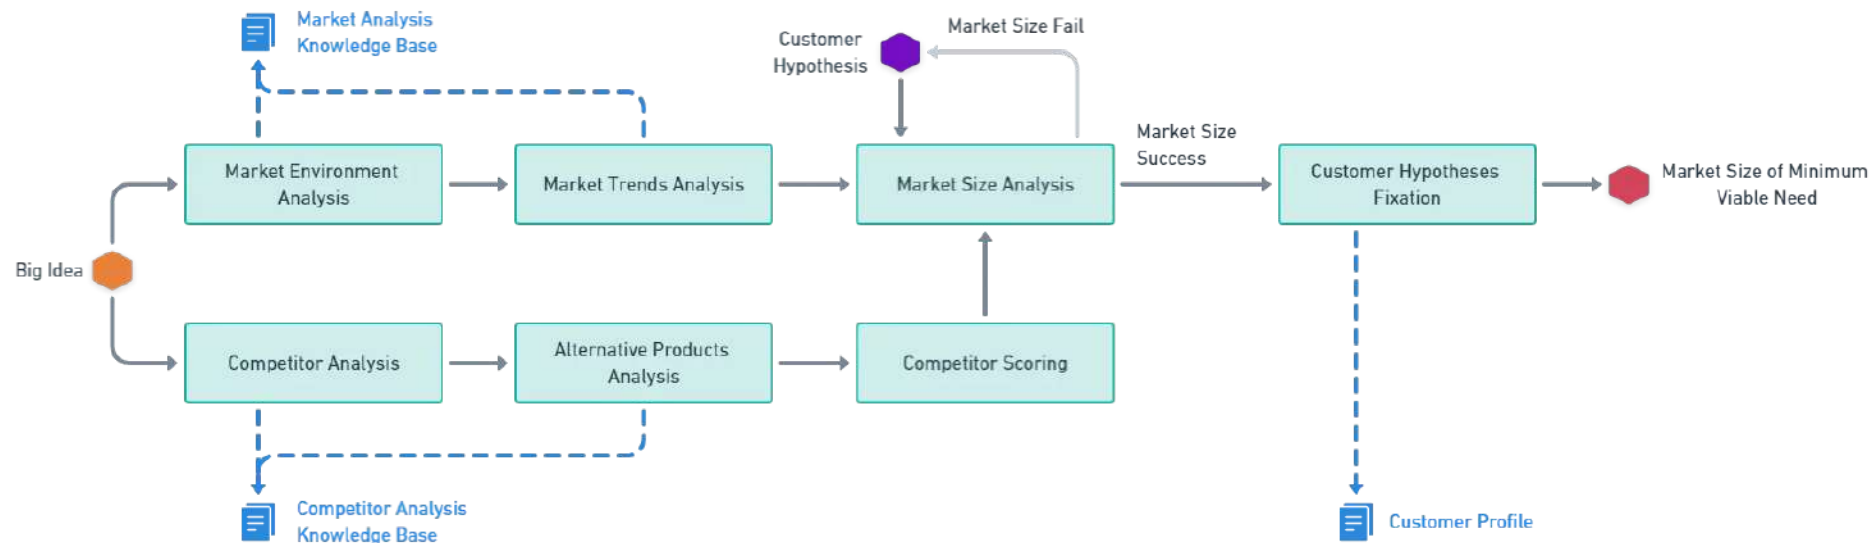 Market Analysis
Knowledge Base
Customer
Hypothesis
Market Size Fail
Market Environment
Analysis
Market Trends Analysis
Market Size Analysis
Market Size
Success
Customer Hypotheses
Fixation
Market Size of Minimum
Viable Need
Big Idea
Competitor Analysis
Alternative Products
Analysis
Competitor Scoring
Competitor Analysis
Knowledge Base
Customer Profile